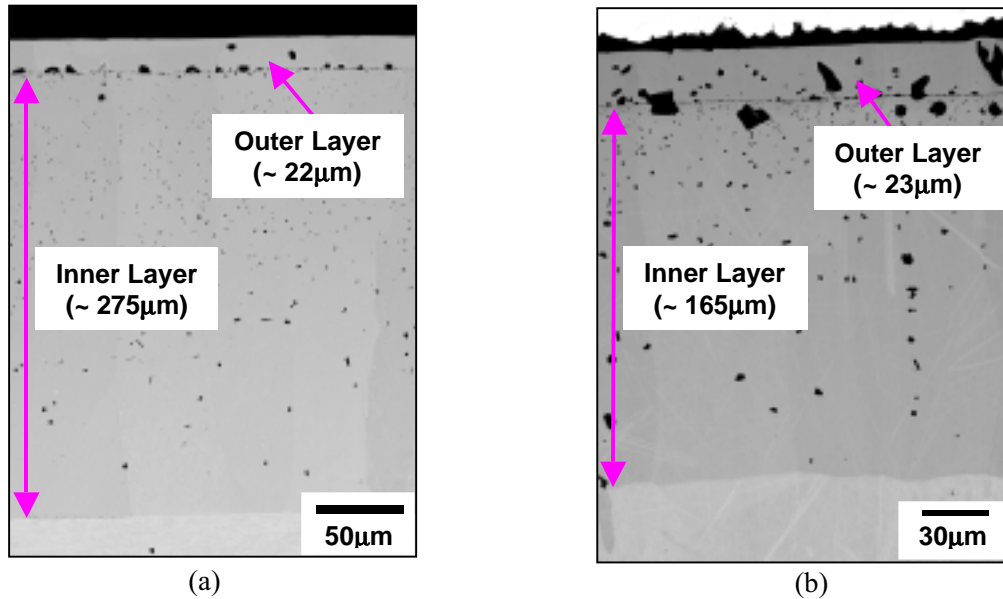 Outer Layer
(~ 22μm)
Inner Layer
(~ 275μm)
50μm
(a)
Outer Layer
(~ 23μm)
Inner Layer
(~ 165μm)
30μm
(b)